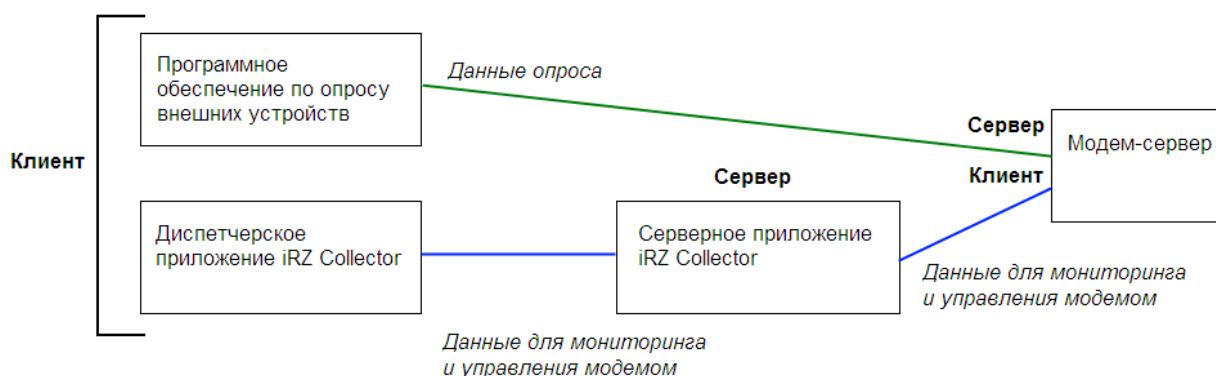 Программное
обеспечение по опросу
внешних устройств
Данные опроса
Сервер
Модем-сервер
Клиент
Клиент
Сервер
Диспетчерское
приложение iRZ Collector
Серверное приложение
iRZ Collector
Данные для мониторинга
и управления модемом
Данные для мониторинга
и управления модемом